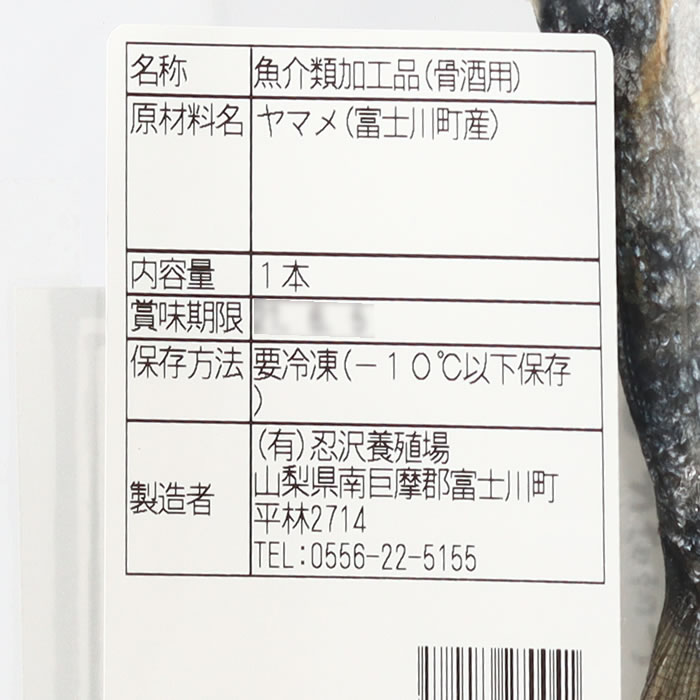 名称 魚介類加工品(骨酒用)
原材料名 ヤマメ(富士川町産)
内容量 1本
賞味期限
保存方法 要冷凍(-10℃以下保存
)
製造者 (有)忍沢養殖場
山梨県南巨摩郡富士川町
平林2714
TEL:0556-22-5155